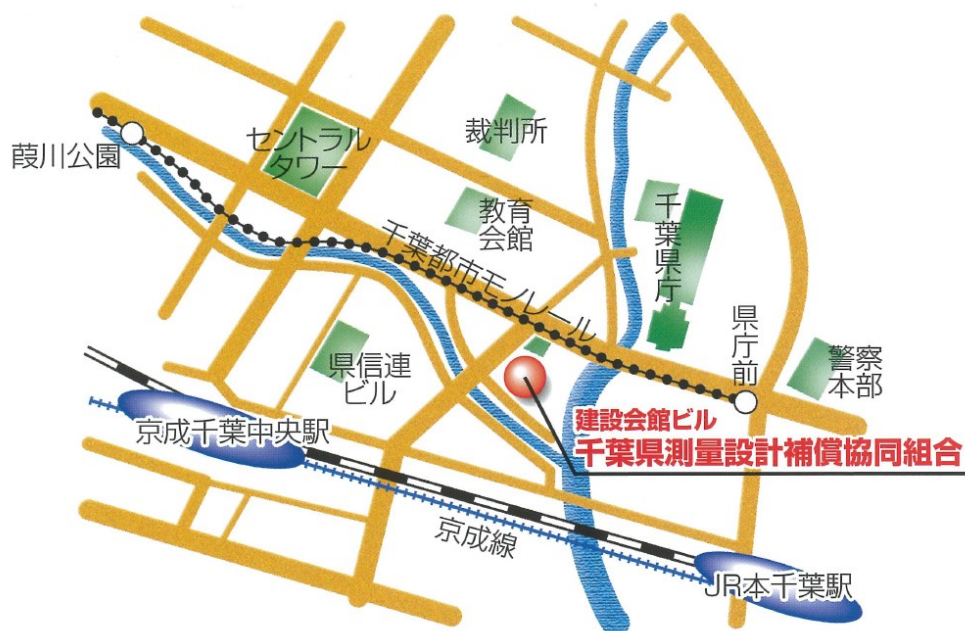 葭川公園
セントラル
タワー
裁判所
教育
会館
千葉都市モノレール
千葉県庁
県庁前
警察
本部
県信連
ビル
建設会館ビル
千葉県測量設計補償協同組合
京成千葉中央駅
京成線
JR本千葉駅